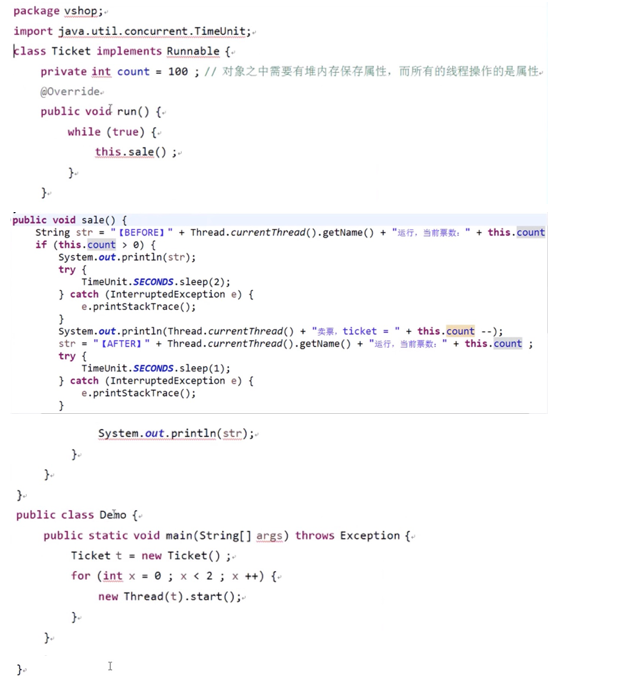 package vshop;
import java.util.concurrent.TimeUnit;
class Ticket implements Runnable {
private int count = 100 ; // 对象之中需要有堆内存保存属性，而所有的线程操作的是属性
@Override
public void run() {
while (true) {
this.sale() ;
}
}
public void sale() {
String str = "【BEFORE】" + Thread.currentThread().getName() + "运行，当前票数：" + this.count
if (this.count > 0) {
System.out.println(str);
try {
TimeUnit.SECONDS.sleep(2);
} catch (InterruptedException e) {
e.printStackTrace();
}
System.out.println(Thread.currentThread() + "卖票，ticket = " + this.count --);
str = "【AFTER】" + Thread.currentThread().getName() + "运行，当前票数：" + this.count ;
try {
TimeUnit.SECONDS.sleep(1);
} catch (InterruptedException e) {
e.printStackTrace();
}
System.out.println(str);
}
}
}
public class Demo {
public static void main(String[] args) throws Exception {
Ticket t = new Ticket() ;
for (int x = 0 ; x < 2 ; x ++) {
new Thread(t).start();
}
}
}